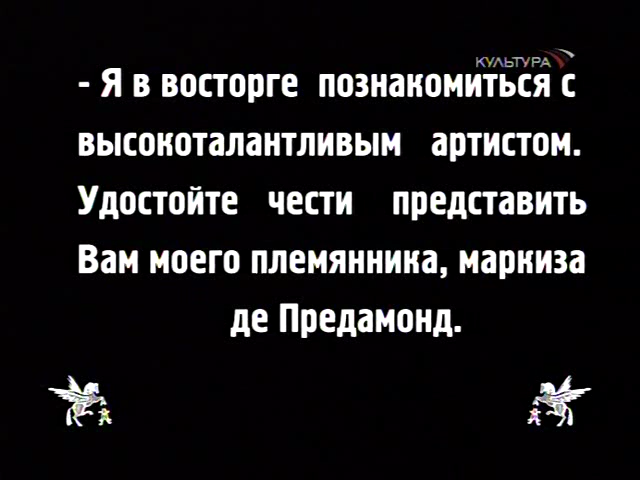 КУЛЬТУРА
- Я в восторге познакомиться с
высокоталантливым артистом.
Удостойте чести представить
Вам моего племянника, маркиза
де Предамонд.